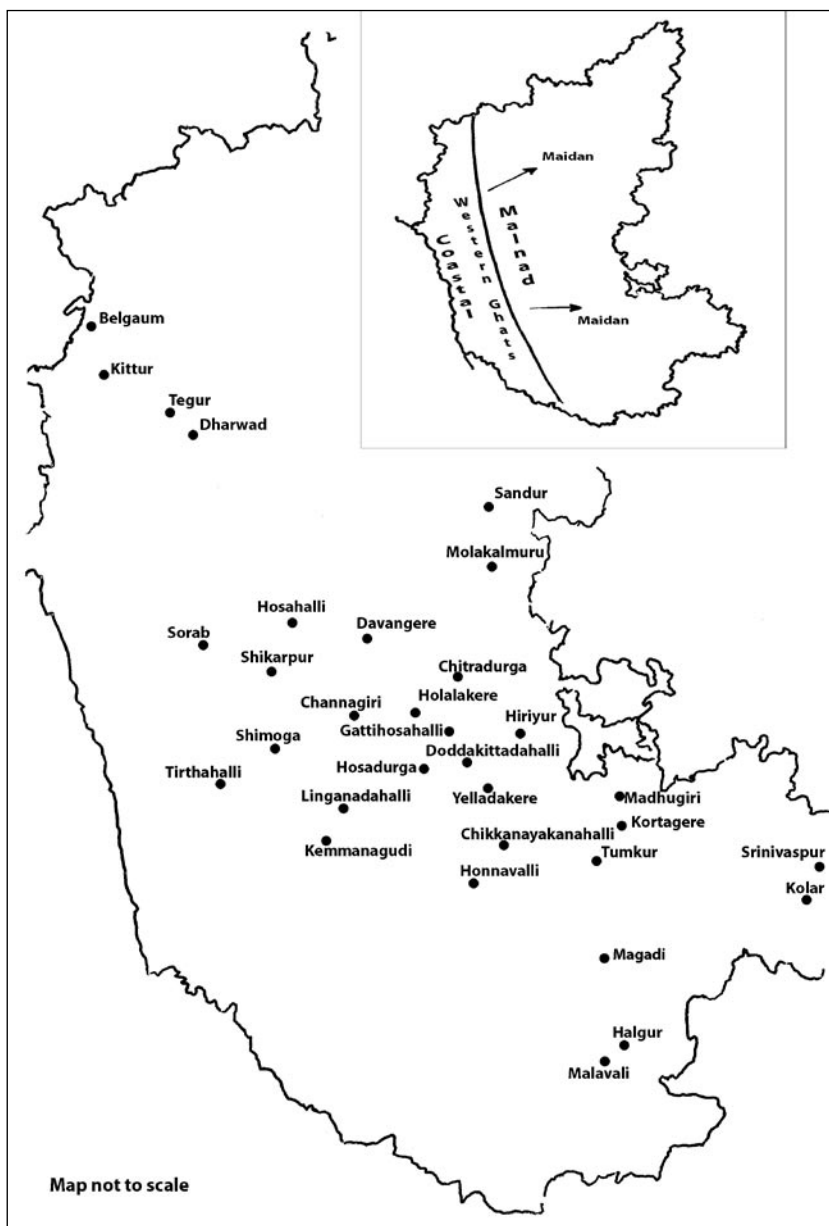 Maidan
Western Ghats
Malnad
Coastal
Maidan
Belgaum
Kittur
Tegur
Dharwad
Sandur
Molakalmuru
Hosahalli
Sorab
Davangere
Shikarpur
Chitradurga
Channagiri
Holalakere
Gattihosahalli
Hiriyur
Shimoga
Doddakittadahalli
Tirthahalli
Hosadurga
Linganadahalli
Yelladakere
Madhugiri
Kortagere
Chikkanayakanahalli
Kemmanagudi
Tumkur
Srinivaspur
Honnavalli
Kolar
Magadi
Halgur
Malavali
Map not to scale